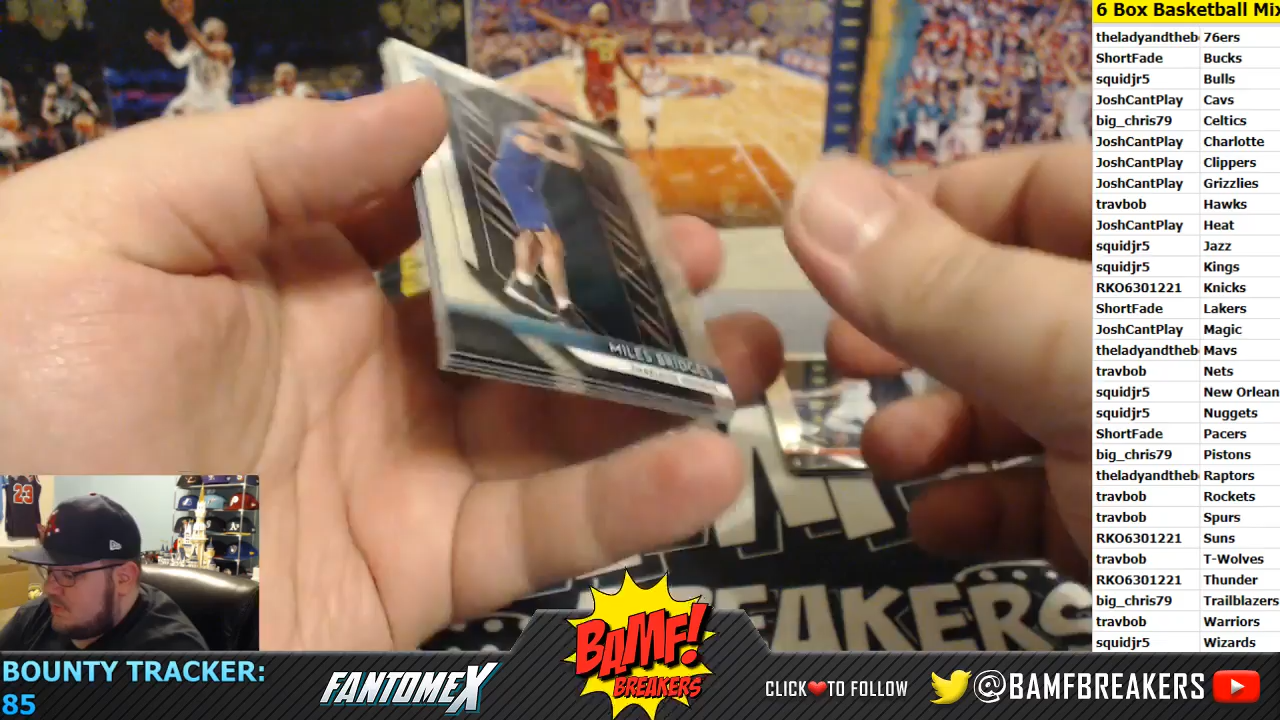 6 Box Basketball Mix
theladyandtheb 76ers
ShortFade Bucks
squidjr5 Bulls
JoshCantPlay Cavs
big_chris79 Celtics
JoshCantPlay Charlotte
JoshCantPlay Clippers
JoshCantPlay Grizzlies
travbob Hawks
JoshCantPlay Heat
squidjr5 Jazz
squidjr5 Kings
RKO6301221 Knicks
ShortFade Lakers
JoshCantPlay Magic
theladyandtheb Mavs
travbob Nets
squidjr5 New Orlean
squidjr5 Nuggets
ShortFade Pacers
big_chris79 Pistons
theladyandtheb Raptors
travbob Rockets
travbob Spurs
RKO6301221 Suns
travbob T-Wolves
RKO6301221 Thunder
big_chris79 Trailblazers
travbob Warriors
squidjr5 Wizards
MILES BRIDGES
23
BREAKERS
BOUNTY TRACKER:
85
FANTOMEX
BAMF!
BREAKERS
CLICK TO FOLLOW
@BAMFBREAKERS